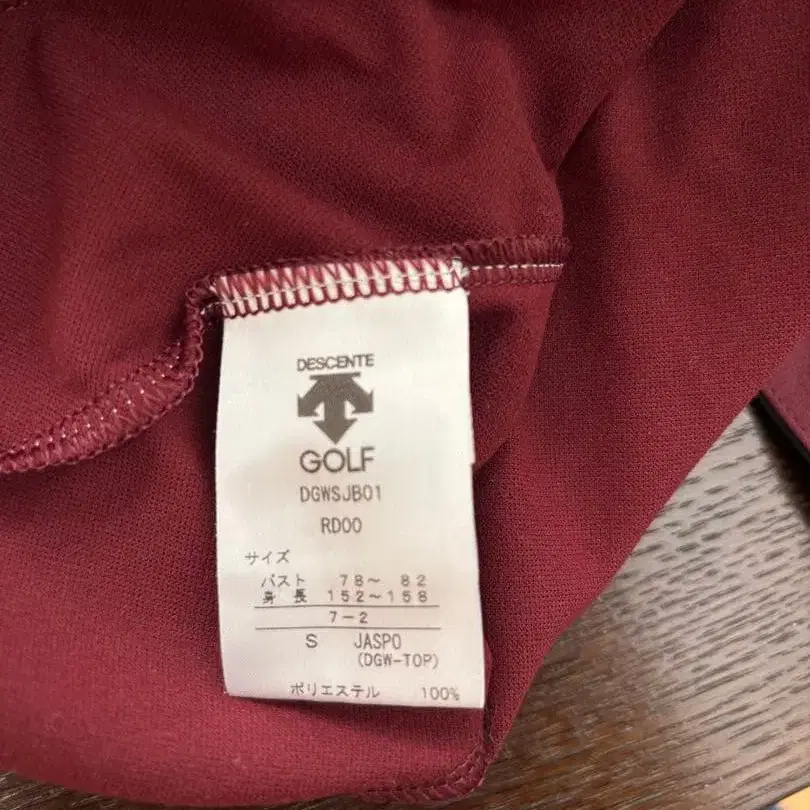 DESCENTE
GOLF
DGWSJB01
RD00
サイズ
バスト 78～ 82
身 長 152～158
7-2
S JASPO
(DGW-TOP)
ポリエステル 100%